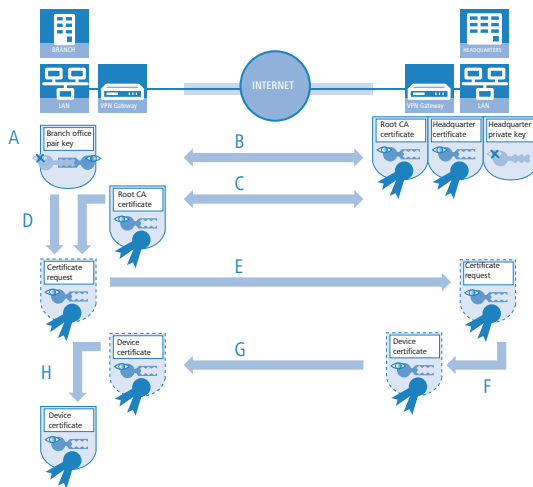 BRANCH
HEADQUARTERS
INTERNET
LAN
VPN Gateway
VPN Gateway
LAN
A
Branch office
pair key
B
Root CA
certificate
Headquarter
certificate
Headquarter
private key
C
D
Root CA
certificate
Certificate
request
E
Certificate
request
Device
certificate
G
Device
certificate
H
F
Device
certificate